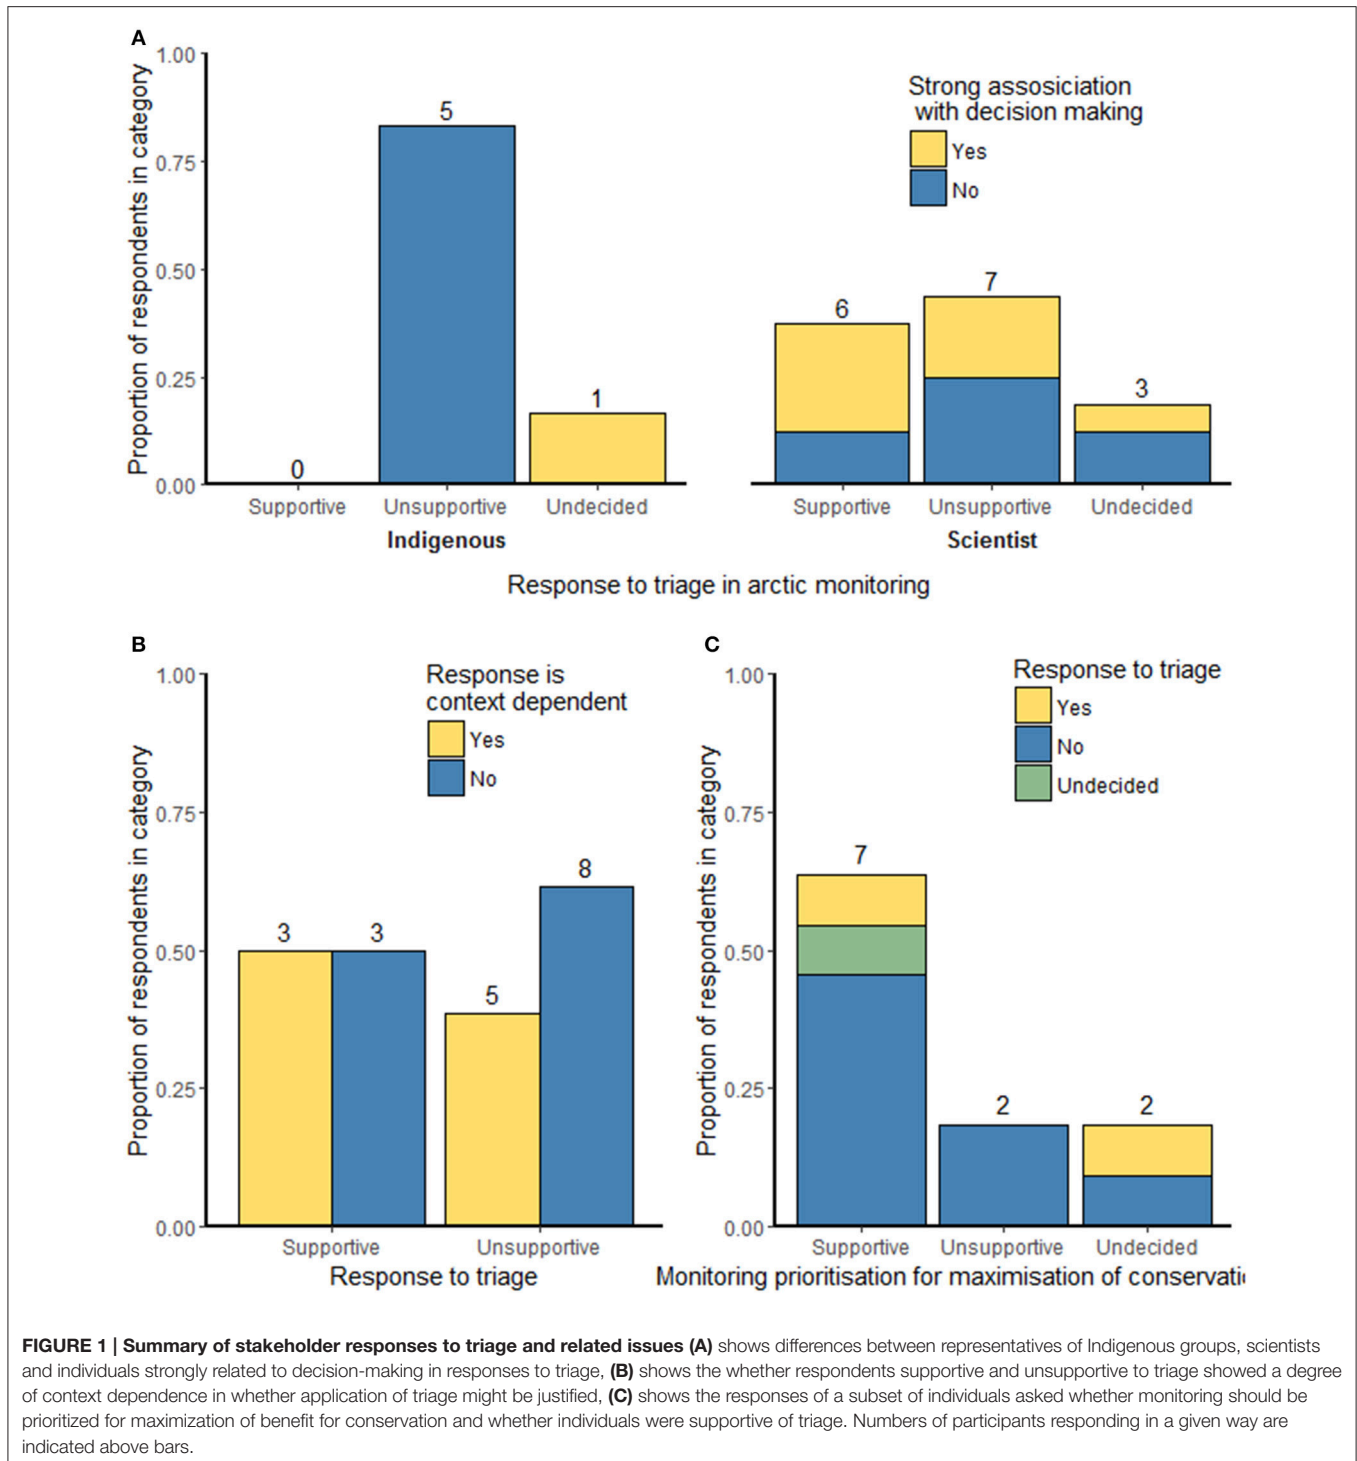 A
Proportion of respondents in category
1.00
0.75
0.50
0.25
0.00
0
5
1
Supportive
Unsupportive
Undecided
Indigenous
Strong assosiciation
with decision making
Yes
No
6
7
3
Supportive
Unsupportive
Undecided
Scientist
Response to triage in arctic monitoring
B
Proportion of respondents in category
1.00
0.75
0.50
0.25
0.00
Response is
context dependent
Yes
No
3
3
5
8
Supportive
Unsupportive
Response to triage
C
Proportion of respondents in category
1.00
0.75
0.50
0.25
0.00
Response to triage
Yes
No
Undecided
7
2
2
Supportive
Unsupportive
Undecided
Monitoring prioritisation for maximisation of conservati
FIGURE 1 | Summary of stakeholder responses to triage and related issues (A) shows differences between representatives of Indigenous groups, scientists
and individuals strongly related to decision-making in responses to triage, (B) shows the whether respondents supportive and unsupportive to triage showed a degree
of context dependence in whether application of triage might be justified, (C) shows the responses of a subset of individuals asked whether monitoring should be
prioritized for maximization of benefit for conservation and whether individuals were supportive of triage. Numbers of participants responding in a given way are
indicated above bars.